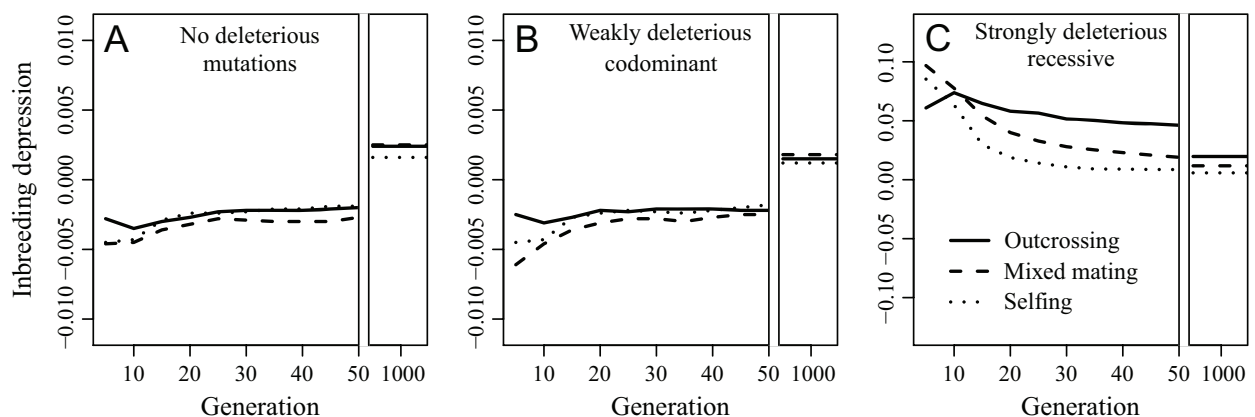 A
No deleterious
mutations
B
Weakly deleterious
codominant
C
Strongly deleterious
recessive
Inbreeding depression
0.010
0.005
0.000
−0.005
−0.010
0.010
0.005
0.000
−0.005
−0.010
0.10
0.05
0.00
−0.05
−0.10
Outcrossing
Mixed mating
Selfing
10 20 30 40 50 1000
10 20 30 40 50 1000
10 20 30 40 50 1000
Generation
Generation
Generation